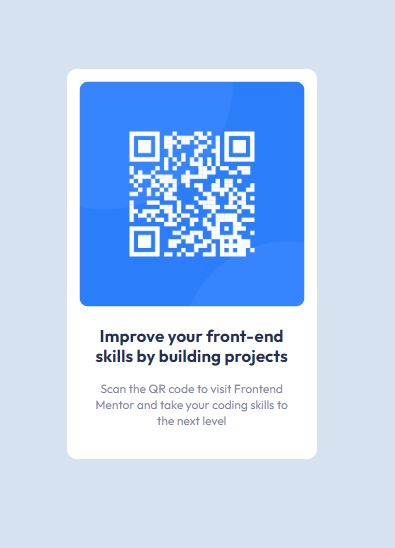 Improve your front-end
skills by building projects
Scan the QR code to visit Frontend
Mentor and take your coding skills to
the next level